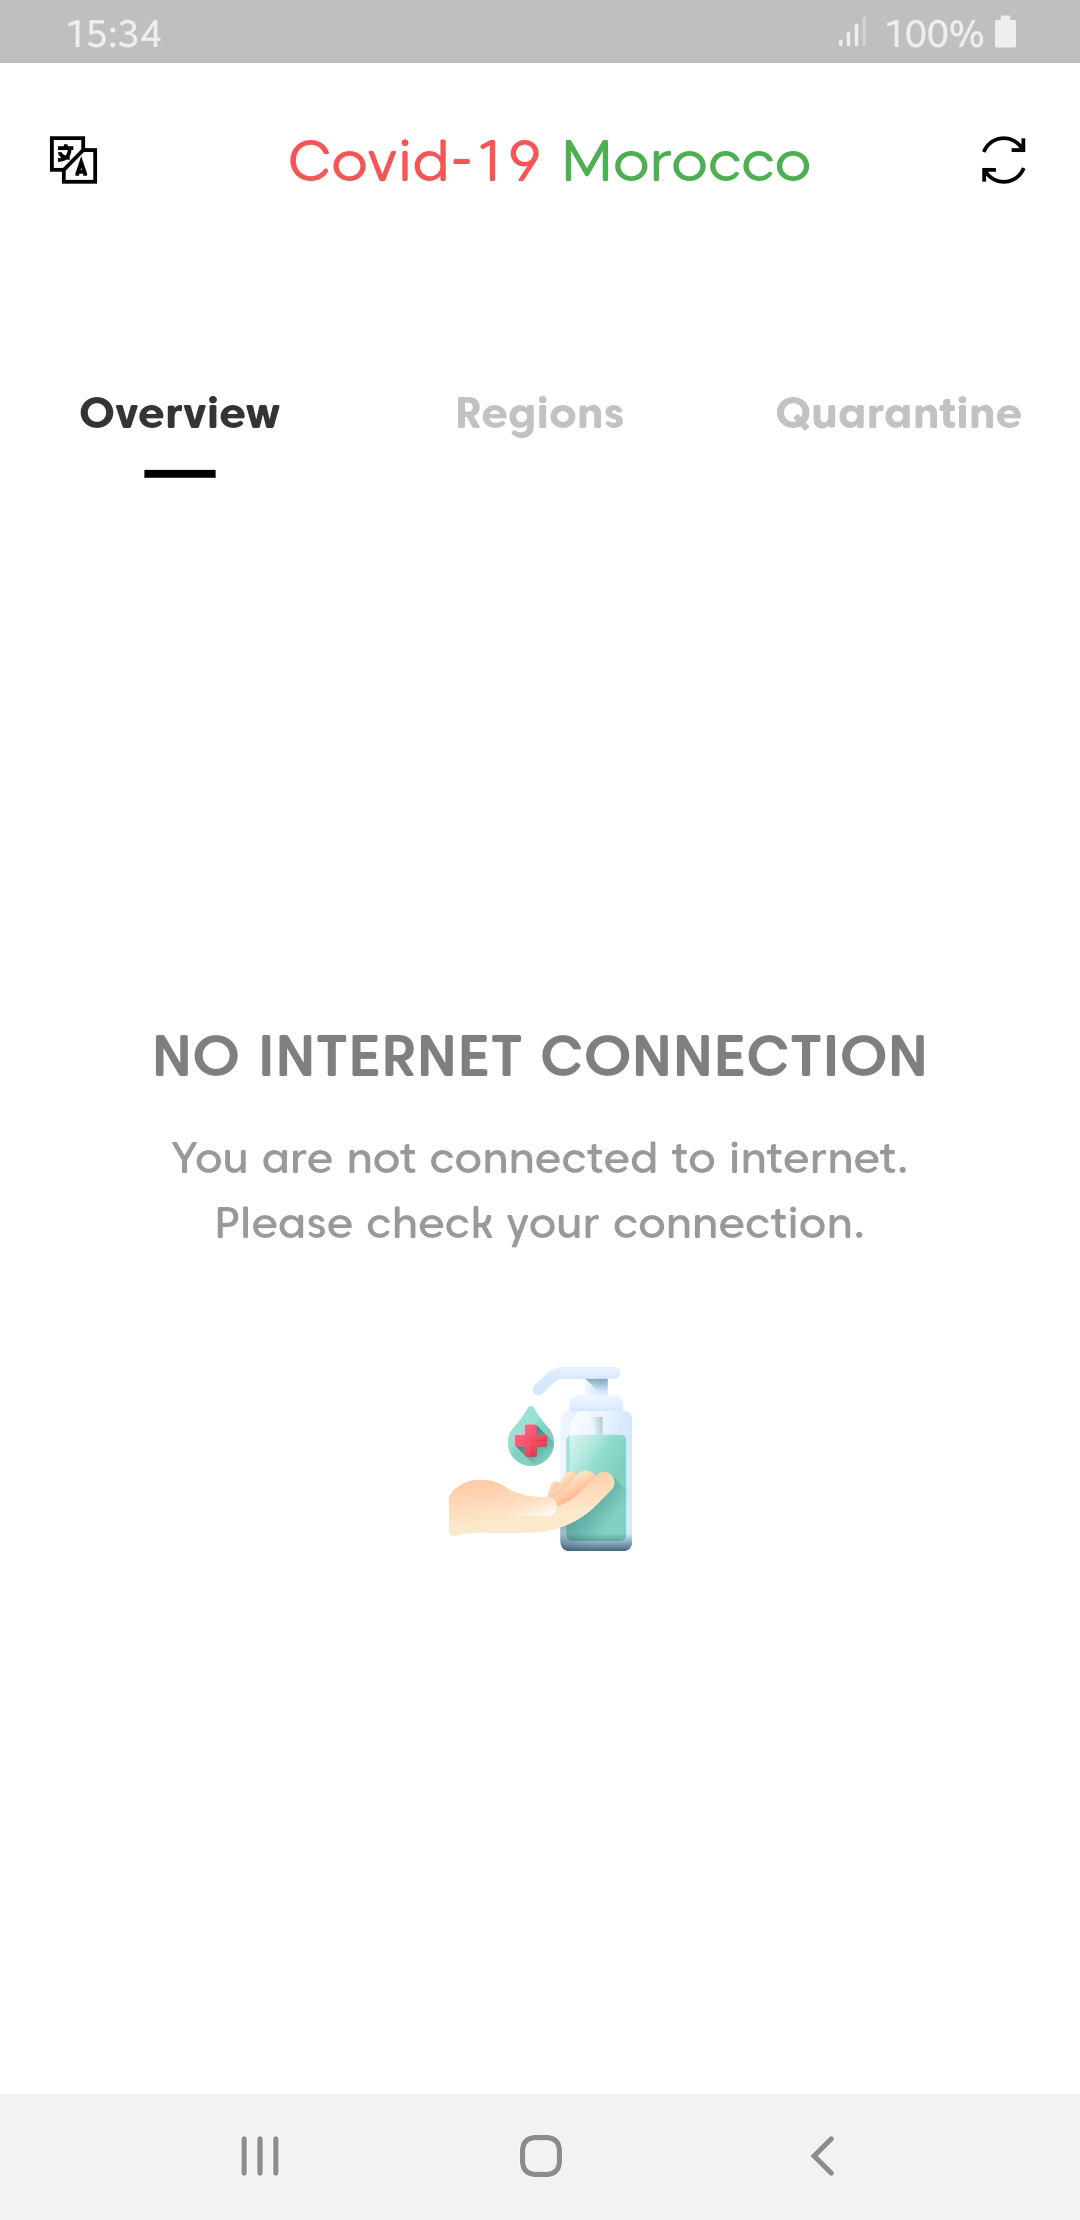 15:34 100%
Covid-19 Morocco
Overview Regions Quarantine
NO INTERNET CONNECTION
You are not connected to internet.
Please check your connection.